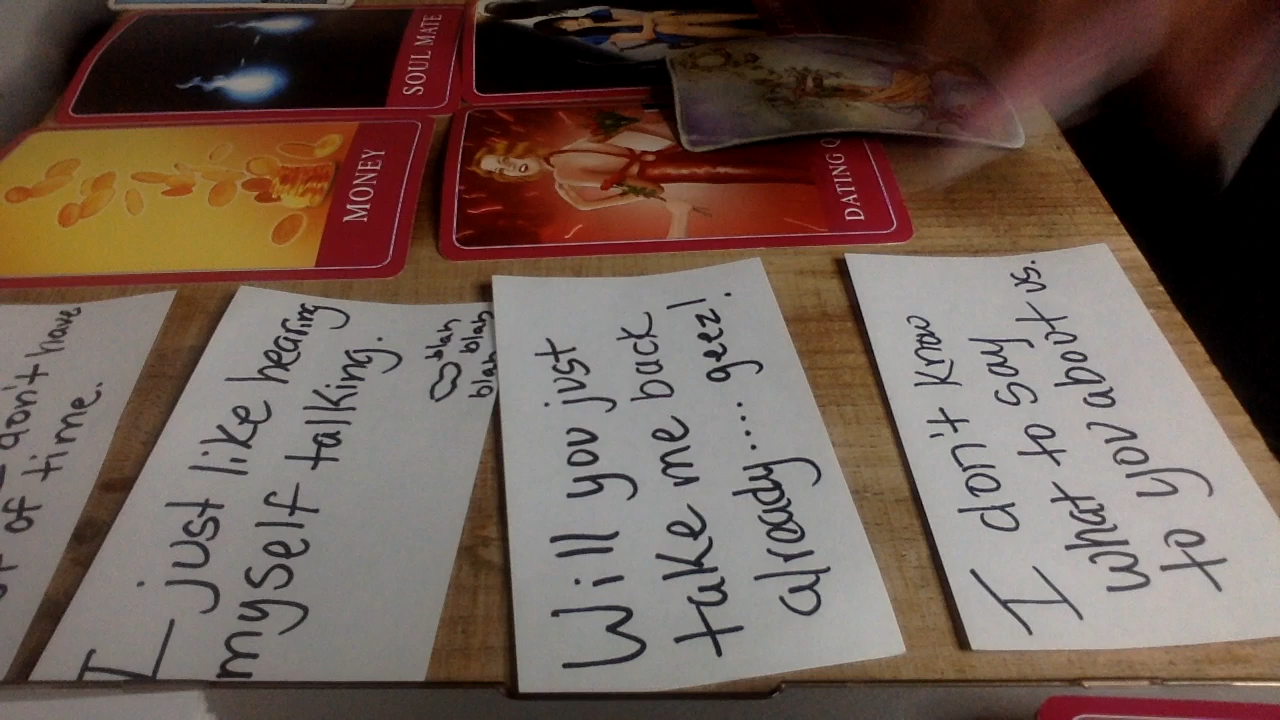 SOUL MATE
MONEY
DATING
don't have
of time.
I just like hearing
myself talking.
blah
blah
blah
Will you just
take me back
already.... geez!
I don't know
what to say
to you about us.